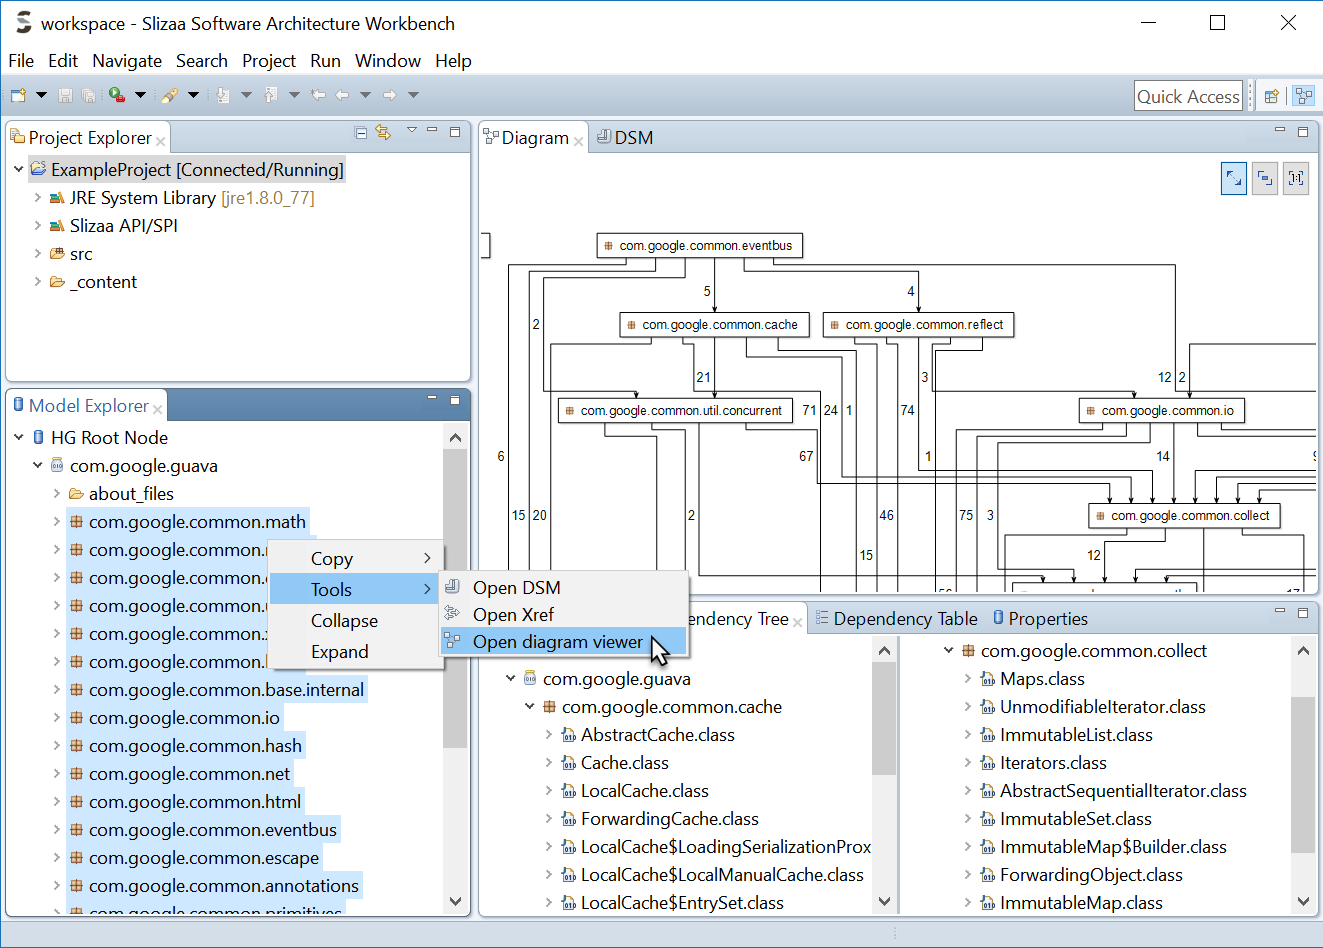 workspace - Slizaa Software Architecture Workbench
File Edit Navigate Search Project Run Window Help
Quick Access
Project Explorer
ExampleProject [Connected/Running]
JRE System Library [jre1.8.0_77]
Slizaa API/SPI
src
_content
Model Explorer
HG Root Node
com.google.guava
about_files
com.google.common.math
com.google.common.
com.google.common.
com.google.common.
com.google.common.
com.google.common.
com.google.common.base.internal
com.google.common.io
com.google.common.hash
com.google.common.net
com.google.common.html
com.google.common.eventbus
com.google.common.escape
com.google.common.annotations
com.google.common.primitives
Copy
Tools
Collapse
Expand
Open DSM
Open Xref
Open diagram viewer
Diagram DSM
com.google.common.eventbus
5 4
2
com.google.common.cache com.google.common.reflect
21 3 12 2
com.google.common.util.concurrent 71 24 1 74 com.google.common.io
6 67 1 14
15 20 2 46 75 3 com.google.common.collect
15 12
ndency Tree Dependency Table Properties
com.google.guava
com.google.common.cache
AbstractCache.class
Cache.class
LocalCache.class
ForwardingCache.class
LocalCache$LoadingSerializationProx
LocalCache$LocalManualCache.class
LocalCache$EntrySet.class
com.google.common.collect
Maps.class
UnmodifiableIterator.class
ImmutableList.class
Iterators.class
AbstractSequentialIterator.class
ImmutableSet.class
ImmutableMap$Builder.class
ForwardingObject.class
ImmutableMap.class